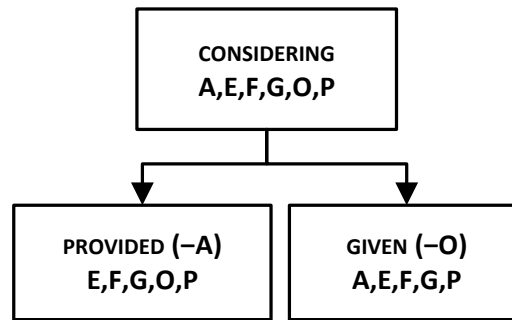 CONSIDERING
A,E,F,G,O,P
PROVIDED (–A)
E,F,G,O,P
GIVEN (–O)
A,E,F,G,P